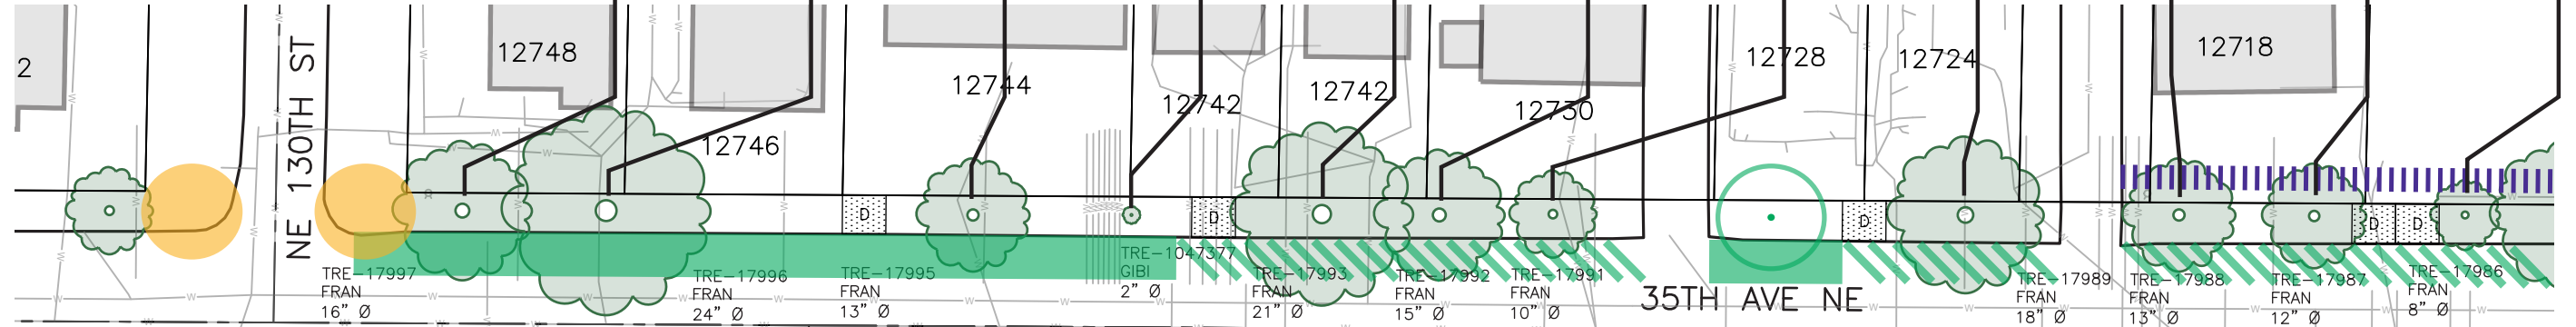 2
NE 130TH ST
12748
12746
12744
12742
12742
12730
12728
12724
12718
D
D
D
D
D
TRE-17997
FRAN
16" Ø
TRE-17996
FRAN
24" Ø
TRE-17995
FRAN
13" Ø
TRE-1047377
GIBI
2" Ø
TRE-17993
FRAN
21" Ø
TRE-17992
FRAN
15" Ø
TRE-17991
FRAN
10" Ø
35TH AVE NE
TRE-17989
FRAN
18" Ø
TRE-17988
FRAN
13" Ø
TRE-17987
FRAN
12" Ø
TRE-17986
FRAN
8" Ø